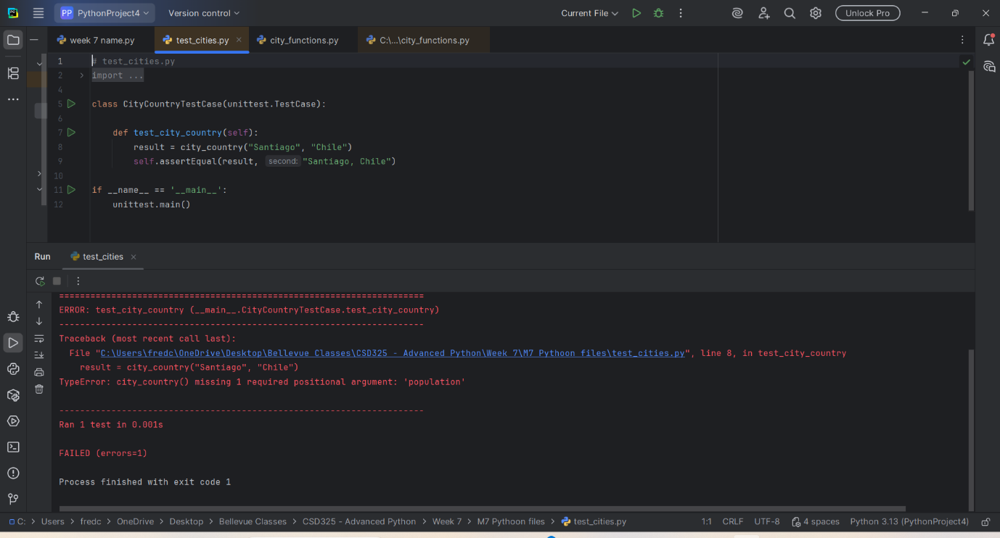 PP PythonProject4 Version control Current File Unlock Pro
week 7 name.py test_cities.py city_functions.py C:\...\city_functions.py
1 # test_cities.py
2 import ...
4
5 class CityCountryTestCase(unittest.TestCase):
6
7 def test_city_country(self):
8 result = city_country("Santiago", "Chile")
9 self.assertEqual(result, second: "Santiago, Chile")
10
11 if __name__ == '__main__':
12 unittest.main()
Run test_cities
======================================================================
ERROR: test_city_country (__main__.CityCountryTestCase.test_city_country)
----------------------------------------------------------------------
Traceback (most recent call last):
File "C:\Users\fredc\OneDrive\Desktop\Bellevue Classes\CSD325 - Advanced Python\Week 7\M7 Pythoon files\test_cities.py", line 8, in test_city_country
result = city_country("Santiago", "Chile")
TypeError: city_country() missing 1 required positional argument: 'population'
----------------------------------------------------------------------
Ran 1 test in 0.001s
FAILED (errors=1)
Process finished with exit code 1
C: > Users > fredc > OneDrive > Desktop > Bellevue Classes > CSD325 - Advanced Python > Week 7 > M7 Pythoon files > test_cities.py 1:1 CRLF UTF-8 4 spaces Python 3.13 (PythonProject4)